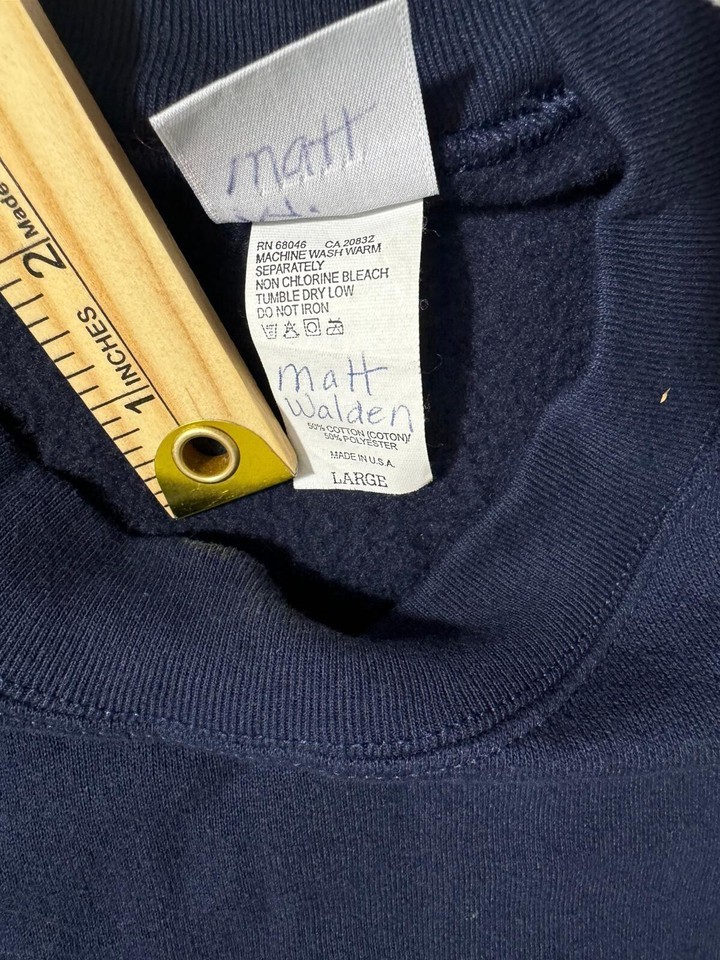 matt
RN 68046 CA 20832
MACHINE WASH WARM
SEPARATELY
NON CHLORINE BLEACH
TUMBLE DRY LOW
DO NOT IRON
matt
Walden
50% COTTON (COTON)/
50% POLYESTER
MADE IN U.S.A.
LARGE
2 Made
1 INCHES